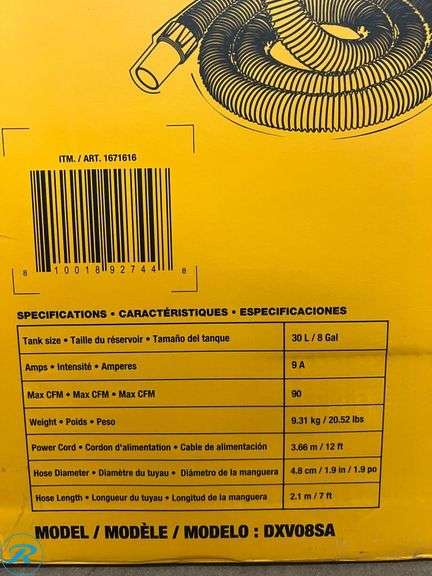 ITM. / ART. 1671616
8 10018 92744 8
SPECIFICATIONS • CARACTÉRISTIQUES • ESPECIFICACIONES
Tank size • Taille du réservoir • Tamaño del tanque 30 L / 8 Gal
Amps • Intensité • Amperes 9 A
Max CFM • Max CFM • Max CFM 90
Weight • Poids • Peso 9.31 kg / 20.52 lbs
Power Cord • Cordon d'alimentation • Cable de alimentación 3.66 m / 12 ft
Hose Diameter • Diamètre du tuyau • Diámetro de la manguera 4.8 cm / 1.9 in / 1.9 po
Hose Length • Longueur du tuyau • Longitud de la manguera 2.1 m / 7 ft
MODEL / MODÈLE / MODELO : DXV08SA
R